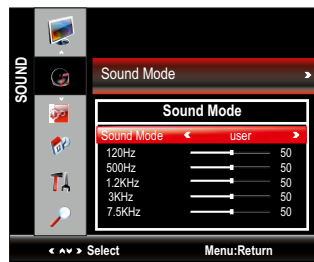 SOUND
Sound Mode
Sound Mode
Sound Mode user
120Hz 50
500Hz 50
1.2KHz 50
3KHz 50
7.5KHz 50
Select Menu:Return